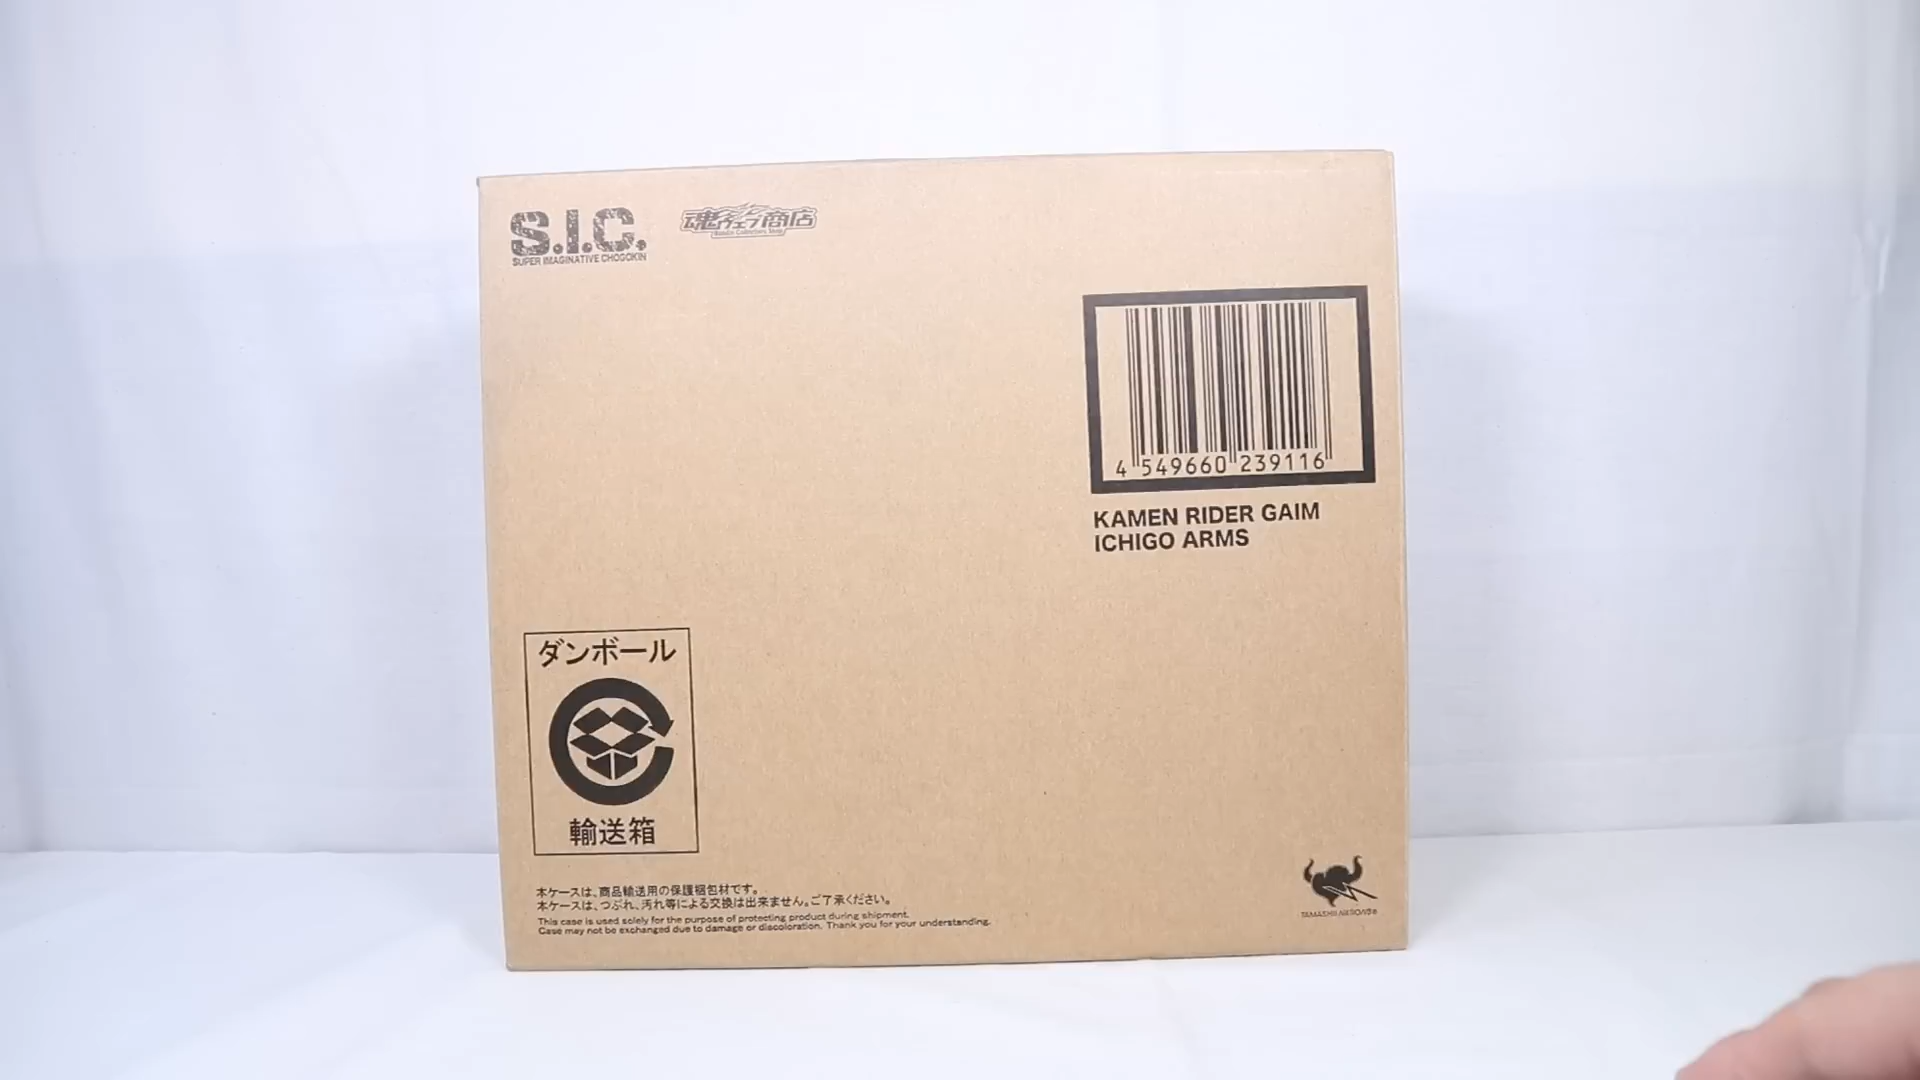 S.I.C.
SUPER IMAGINATIVE CHOGOKIN
魂ウェブ商店
Bandai Collectors Shop
4 549660 239116
KAMEN RIDER GAIM
ICHIGO ARMS
ダンボール
輸送箱
本ケースは、商品輸送用の保護梱包材です。
本ケースは、つぶれ、汚れ等による交換は出来ません。ご了承ください。
This case is used solely for the purpose of protecting product during shipment.
Case may not be exchanged due to damage or discoloration. Thank you for your understanding.
TAMASHII NATIONS®